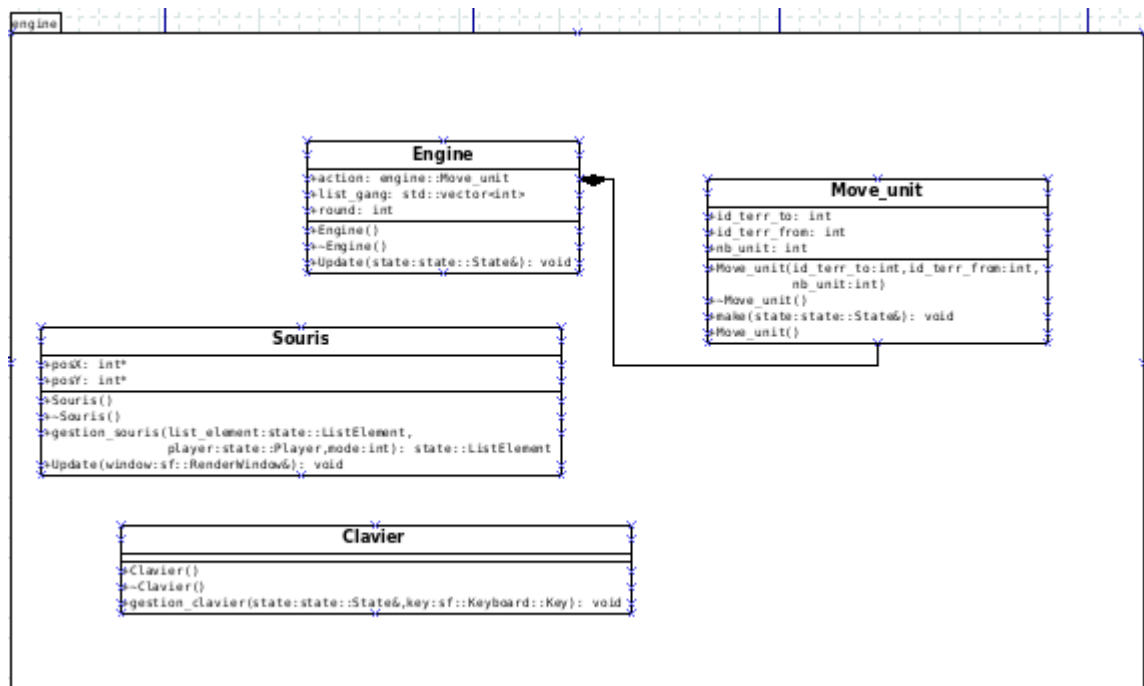 engine
Engine
+action: engine::Move_unit
+list_gang: std::vector<int>
+round: int
+Engine()
+~Engine()
+Update(state:state::State&): void
Move_unit
+id_terr_to: int
+id_terr_from: int
+nb_unit: int
+Move_unit(id_terr_to:int,id_terr_from:int,
nb_unit:int)
+~Move_unit()
+make(state:state::State&): void
+Move_unit()
Souris
+posX: int*
+posY: int*
+Souris()
+~Souris()
+gestion_souris(list_element:state::ListElement,
player:state::Player,mode:int): state::ListElement
+Update(window:sf::RenderWindow&): void
Clavier
+Clavier()
+~Clavier()
+gestion_clavier(state:state::State&,key:sf::Keyboard::Key): void